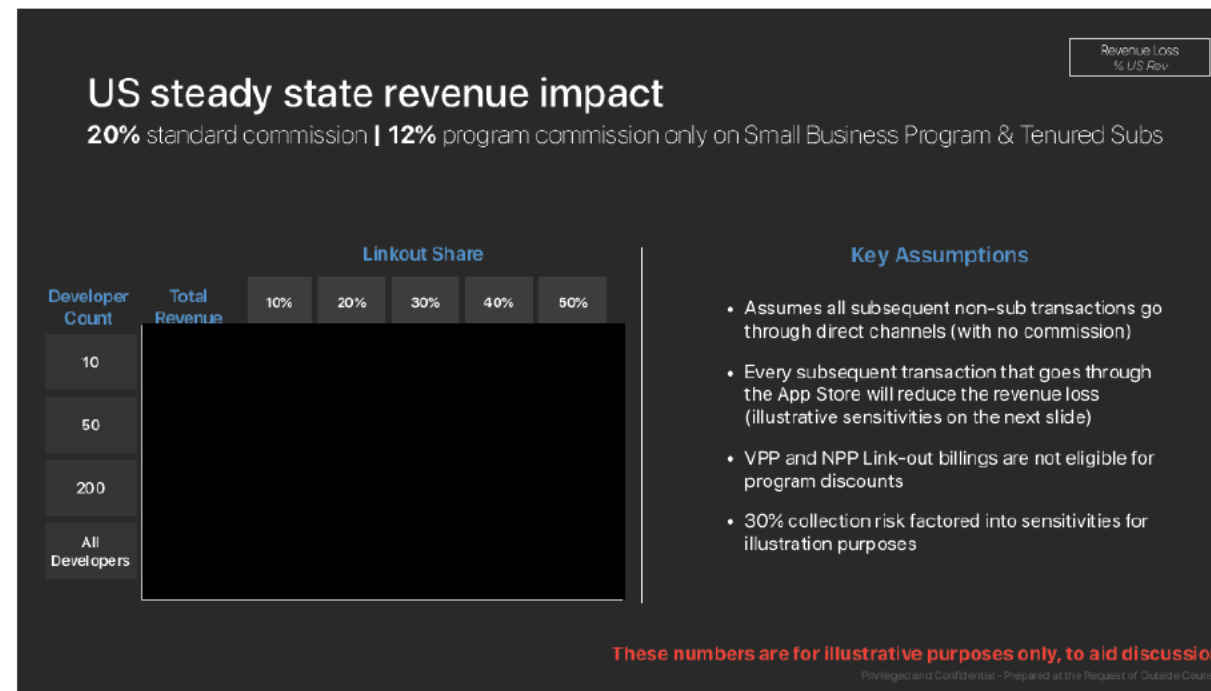 Revenue Loss
% US Rev
US steady state revenue impact
20% standard commission | 12% program commission only on Small Business Program & Tenured Subs
Linkout Share
Developer Count
Total Revenue
10% 20% 30% 40% 50%
10
50
200
All
Developers
Key Assumptions
• Assumes all subsequent non-sub transactions go
through direct channels (with no commission)
• Every subsequent transaction that goes through
the App Store will reduce the revenue loss
(illustrative sensitivities on the next slide)
• VPP and NPP Link-out billings are not eligible for
program discounts
• 30% collection risk factored into sensitivities for
illustration purposes
These numbers are for illustrative purposes only, to aid discussio
Privileged and Confidential - Prepared at the Request of Outside Coun